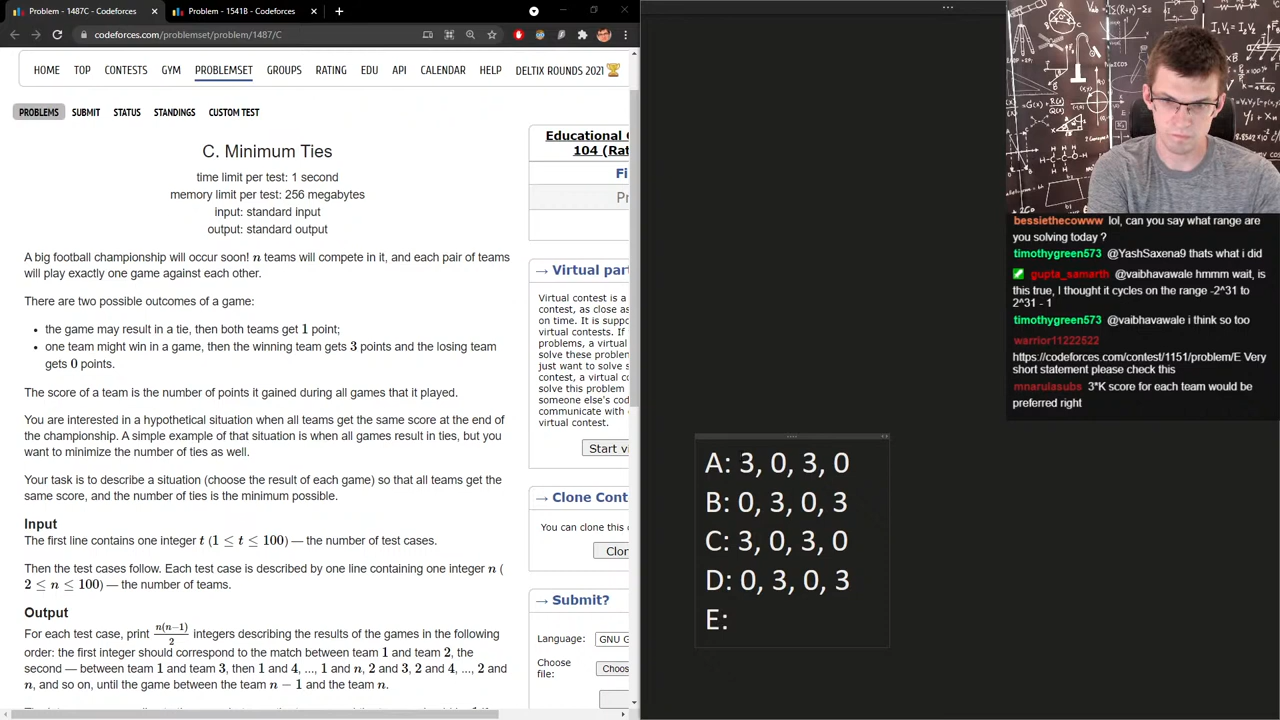 Problem - 1487C - Codeforces
Problem - 1541B - Codeforces
codeforces.com/problemset/problem/1487/C
HOME TOP CONTESTS GYM PROBLEMSET GROUPS RATING EDU API CALENDAR HELP DELTIX ROUNDS 2021
PROBLEMS SUBMIT STATUS STANDINGS CUSTOM TEST
C. Minimum Ties
time limit per test: 1 second
memory limit per test: 256 megabytes
input: standard input
output: standard output
A big football championship will occur soon! n teams will compete in it, and each pair of teams
will play exactly one game against each other.
There are two possible outcomes of a game:
• the game may result in a tie, then both teams get 1 point;
• one team might win in a game, then the winning team gets 3 points and the losing team
gets 0 points.
The score of a team is the number of points it gained during all games that it played.
You are interested in a hypothetical situation when all teams get the same score at the end of
the championship. A simple example of that situation is when all games result in ties, but you
want to minimize the number of ties as well.
Your task is to describe a situation (choose the result of each game) so that all teams get the
same score, and the number of ties is the minimum possible.
Input
The first line contains one integer t (1 ≤ t ≤ 100) — the number of test cases.
Then the test cases follow. Each test case is described by one line containing one integer n (
2 ≤ n ≤ 100) — the number of teams.
Output
For each test case, print n(n−1)/2 integers describing the results of the games in the following
order: the first integer should correspond to the match between team 1 and team 2, the
second — between team 1 and team 3, then 1 and 4, ..., 1 and n, 2 and 3, 2 and 4, ..., 2 and
n, and so on, until the game between the team n − 1 and the team n.
Educational
104 (Rat
Fi
Pr
→ Virtual part
Virtual contest is a
contest, as close as
on time. It is suppo
virtual contests. If
problems, a virtual
just want to solve s
contest, a virtual c
solve this problem
someone else's cod
communicate with
virtual contest.
Start vi
→ Clone Cont
You can clone this c
Clon
→ Submit?
Language:
GNU G
Choose
file:
Choos
A: 3, 0, 3, 0
B: 0, 3, 0, 3
C: 3, 0, 3, 0
D: 0, 3, 0, 3
E:
bessiethecowww lol, can you say what range are
you solving today ?
timothygreen573 @YashSaxena9 thats what i did
gupta_samarth @vaibhavawale hmmm wait, is
this true, I thought it cycles on the range -2^31 to
2^31 - 1
timothygreen573 @vaibhavawale i think so too
warrior11222522
https://codeforces.com/contest/1151/problem/E Very
short statement please check this
mnarulasubs 3*K score for each team would be
preferred right